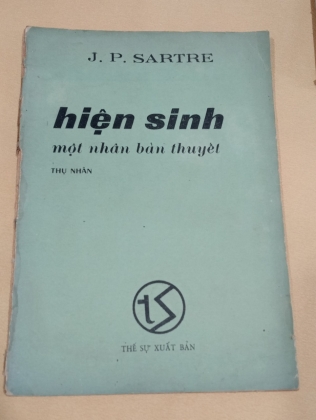 J. P. SARTRE
hiện sinh
một nhân bản thuyết
THỤ NHÂN
tS
THẾ SỰ XUẤT BẢN